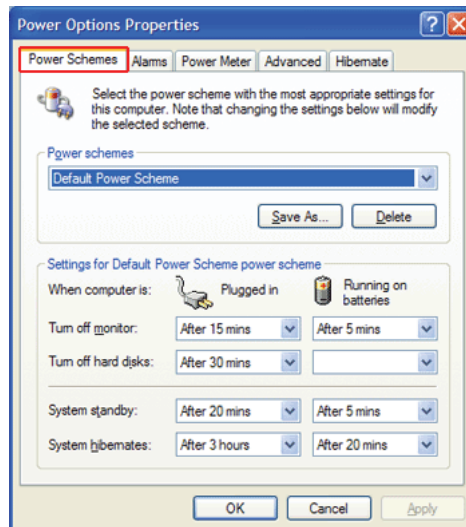 Power Options Properties
Power Schemes Alarms Power Meter Advanced Hibernate
Select the power scheme with the most appropriate settings for
this computer. Note that changing the settings below will modify
the selected scheme.
Power schemes
Default Power Scheme
Save As... Delete
Settings for Default Power Scheme power scheme
When computer is: Plugged in Running on
batteries
Turn off monitor: After 15 mins After 5 mins
Turn off hard disks: After 30 mins
System standby: After 20 mins After 5 mins
System hibernates: After 3 hours After 20 mins
OK Cancel Apply